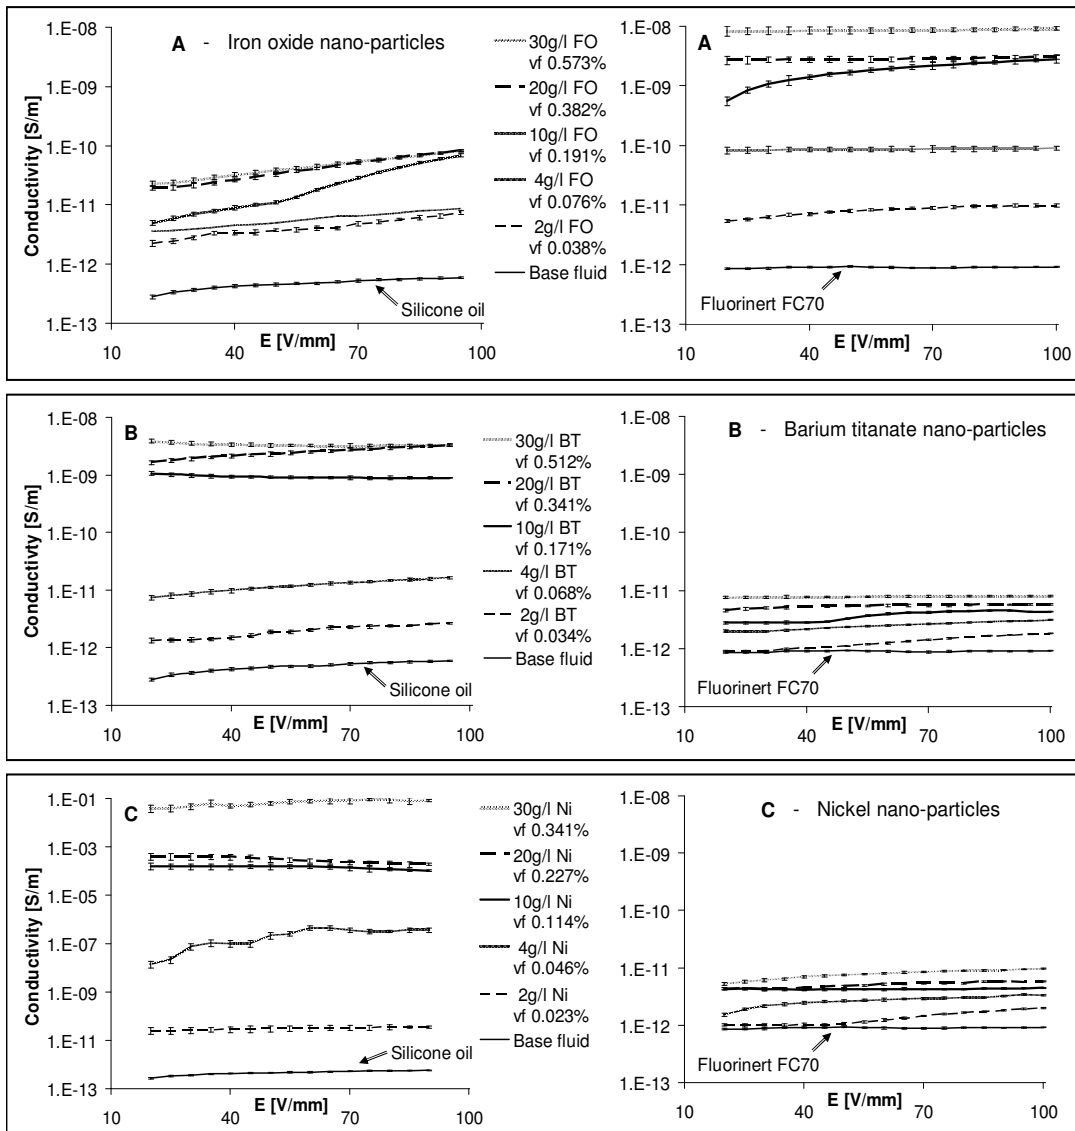 A - Iron oxide nano-particles
Conductivity [S/m]
1.E-08
1.E-09
1.E-10
1.E-11
1.E-12
1.E-13
10
40
70
100
E [V/mm]
Silicone oil
30g/l FO
vf 0.573%
20g/l FO
vf 0.382%
10g/l FO
vf 0.191%
4g/l FO
vf 0.076%
2g/l FO
vf 0.038%
Base fluid
A
1.E-08
1.E-09
1.E-10
1.E-11
1.E-12
1.E-13
Fluorinert FC70
E [V/mm]
10
40
70
100
B
Conductivty [S/m]
1.E-08
1.E-09
1.E-10
1.E-11
1.E-12
1.E-13
Silicone oil
E [V/mm]
10
40
70
100
30g/l BT
vf 0.512%
20g/l BT
vf 0.341%
10g/l BT
vf 0.171%
4g/l BT
vf 0.068%
2g/l BT
vf 0.034%
Base fluid
B - Barium titanate nano-particles
1.E-08
1.E-09
1.E-10
1.E-11
1.E-12
1.E-13
Fluorinert FC70
E [V/mm]
10
40
70
100
C
Conductivity [S/m]
1.E-01
1.E-03
1.E-05
1.E-07
1.E-09
1.E-11
1.E-13
Silicone oil
E [V/mm]
10
40
70
100
30g/l Ni
vf 0.341%
20g/l Ni
vf 0.227%
10g/l Ni
vf 0.114%
4g/l Ni
vf 0.046%
2g/l Ni
vf 0.023%
Base fluid
C - Nickel nano-particles
1.E-08
1.E-09
1.E-10
1.E-11
1.E-12
1.E-13
Fluorinert FC70
E [V/mm]
10
40
70
100